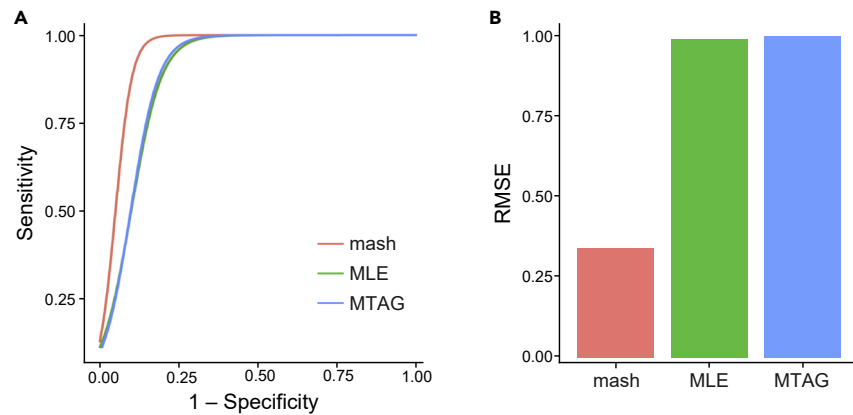 A
1.00
0.75
0.50
0.25
Sensitivity
mash
MLE
MTAG
0.00 0.25 0.50 0.75 1.00
1 – Specificity
B
1.00
0.75
0.50
0.25
0.00
RMSE
mash MLE MTAG